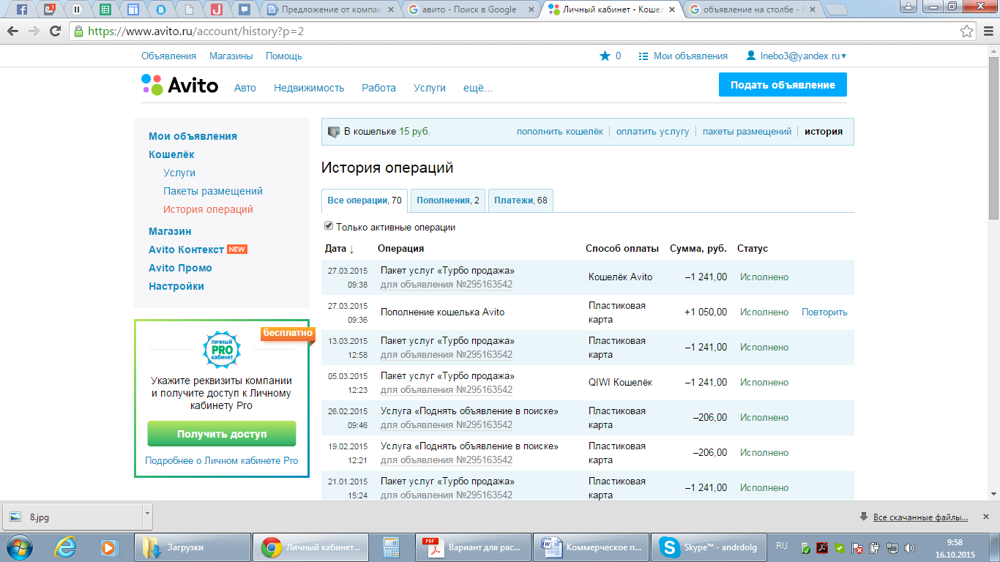 Предложение от компан
авито - Поиск в Google
Личный кабинет - Кошел
объявление на столбе -
https://www.avito.ru/account/history?p=2
Объявления Магазины Помощь
0 Мои объявления lnebo3@yandex.ru
Avito Авто Недвижимость Работа Услуги ещё...
Подать объявление
Мои объявления
Кошелёк
Услуги
Пакеты размещений
История операций
Магазин
Avito Контекст NEW
Avito Промо
Настройки
бесплатно
личный
PRO
кабинет
Укажите реквизиты компании
и получите доступ к Личному
кабинету Pro
Получить доступ
Подробнее о Личном кабинете Pro
В кошельке 15 руб. пополнить кошелёк оплатить услугу пакеты размещений история
История операций
Все операции, 70 Пополнения, 2 Платежи, 68
Только активные операции
Дата ↓ Операция Способ оплаты Сумма, руб. Статус
27.03.2015 09:38 Пакет услуг «Турбо продажа» для объявления №295163542 Кошелёк Avito –1 241,00 Исполнено
27.03.2015 09:36 Пополнение кошелька Avito Пластиковая карта +1 050,00 Исполнено Повторить
13.03.2015 12:58 Пакет услуг «Турбо продажа» для объявления №295163542 Пластиковая карта –1 241,00 Исполнено
05.03.2015 12:23 Пакет услуг «Турбо продажа» для объявления №295163542 QIWI Кошелёк –1 241,00 Исполнено
26.02.2015 09:46 Услуга «Поднять объявление в поиске» для объявления №295163542 Пластиковая карта –206,00 Исполнено
19.02.2015 12:21 Услуга «Поднять объявление в поиске» для объявления №295163542 Пластиковая карта –206,00 Исполнено
21.01.2015 15:24 Пакет услуг «Турбо продажа» для объявления №295163542 Пластиковая карта –1 241,00 Исполнено
8.jpg
Все скачанные файлы...
Загрузки
Личный кабинет...
Вариант для рас...
Коммерческое п...
Skype™ - andrdolg
RU
9:58
16.10.2015